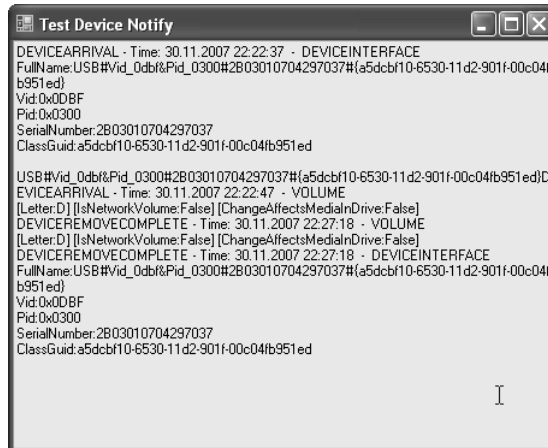 Test Device Notify
DEVICEARRIVAL - Time: 30.11.2007 22:22:37 - DEVICEINTERFACE
FullName:USB#Vid_0dbf&Pid_0300#2B03010704297037#{a5dcbf10-6530-11d2-901f-00c04f
b951ed}
Vid:0x0DBF
Pid:0x0300
SerialNumber:2B03010704297037
ClassGuid:a5dcbf10-6530-11d2-901f-00c04fb951ed
USB#Vid_0dbf&Pid_0300#2B03010704297037#{a5dcbf10-6530-11d2-901f-00c04fb951ed}D
EVICEARRIVAL - Time: 30.11.2007 22:22:47 - VOLUME
[Letter:D] [IsNetworkVolume:False] [ChangeAffectsMediaInDrive:False]
DEVICEREMOVECOMPLETE - Time: 30.11.2007 22:27:18 - VOLUME
[Letter:D] [IsNetworkVolume:False] [ChangeAffectsMediaInDrive:False]
DEVICEREMOVECOMPLETE - Time: 30.11.2007 22:27:18 - DEVICEINTERFACE
FullName:USB#Vid_0dbf&Pid_0300#2B03010704297037#{a5dcbf10-6530-11d2-901f-00c04f
b951ed}
Vid:0x0DBF
Pid:0x0300
SerialNumber:2B03010704297037
ClassGuid:a5dcbf10-6530-11d2-901f-00c04fb951ed